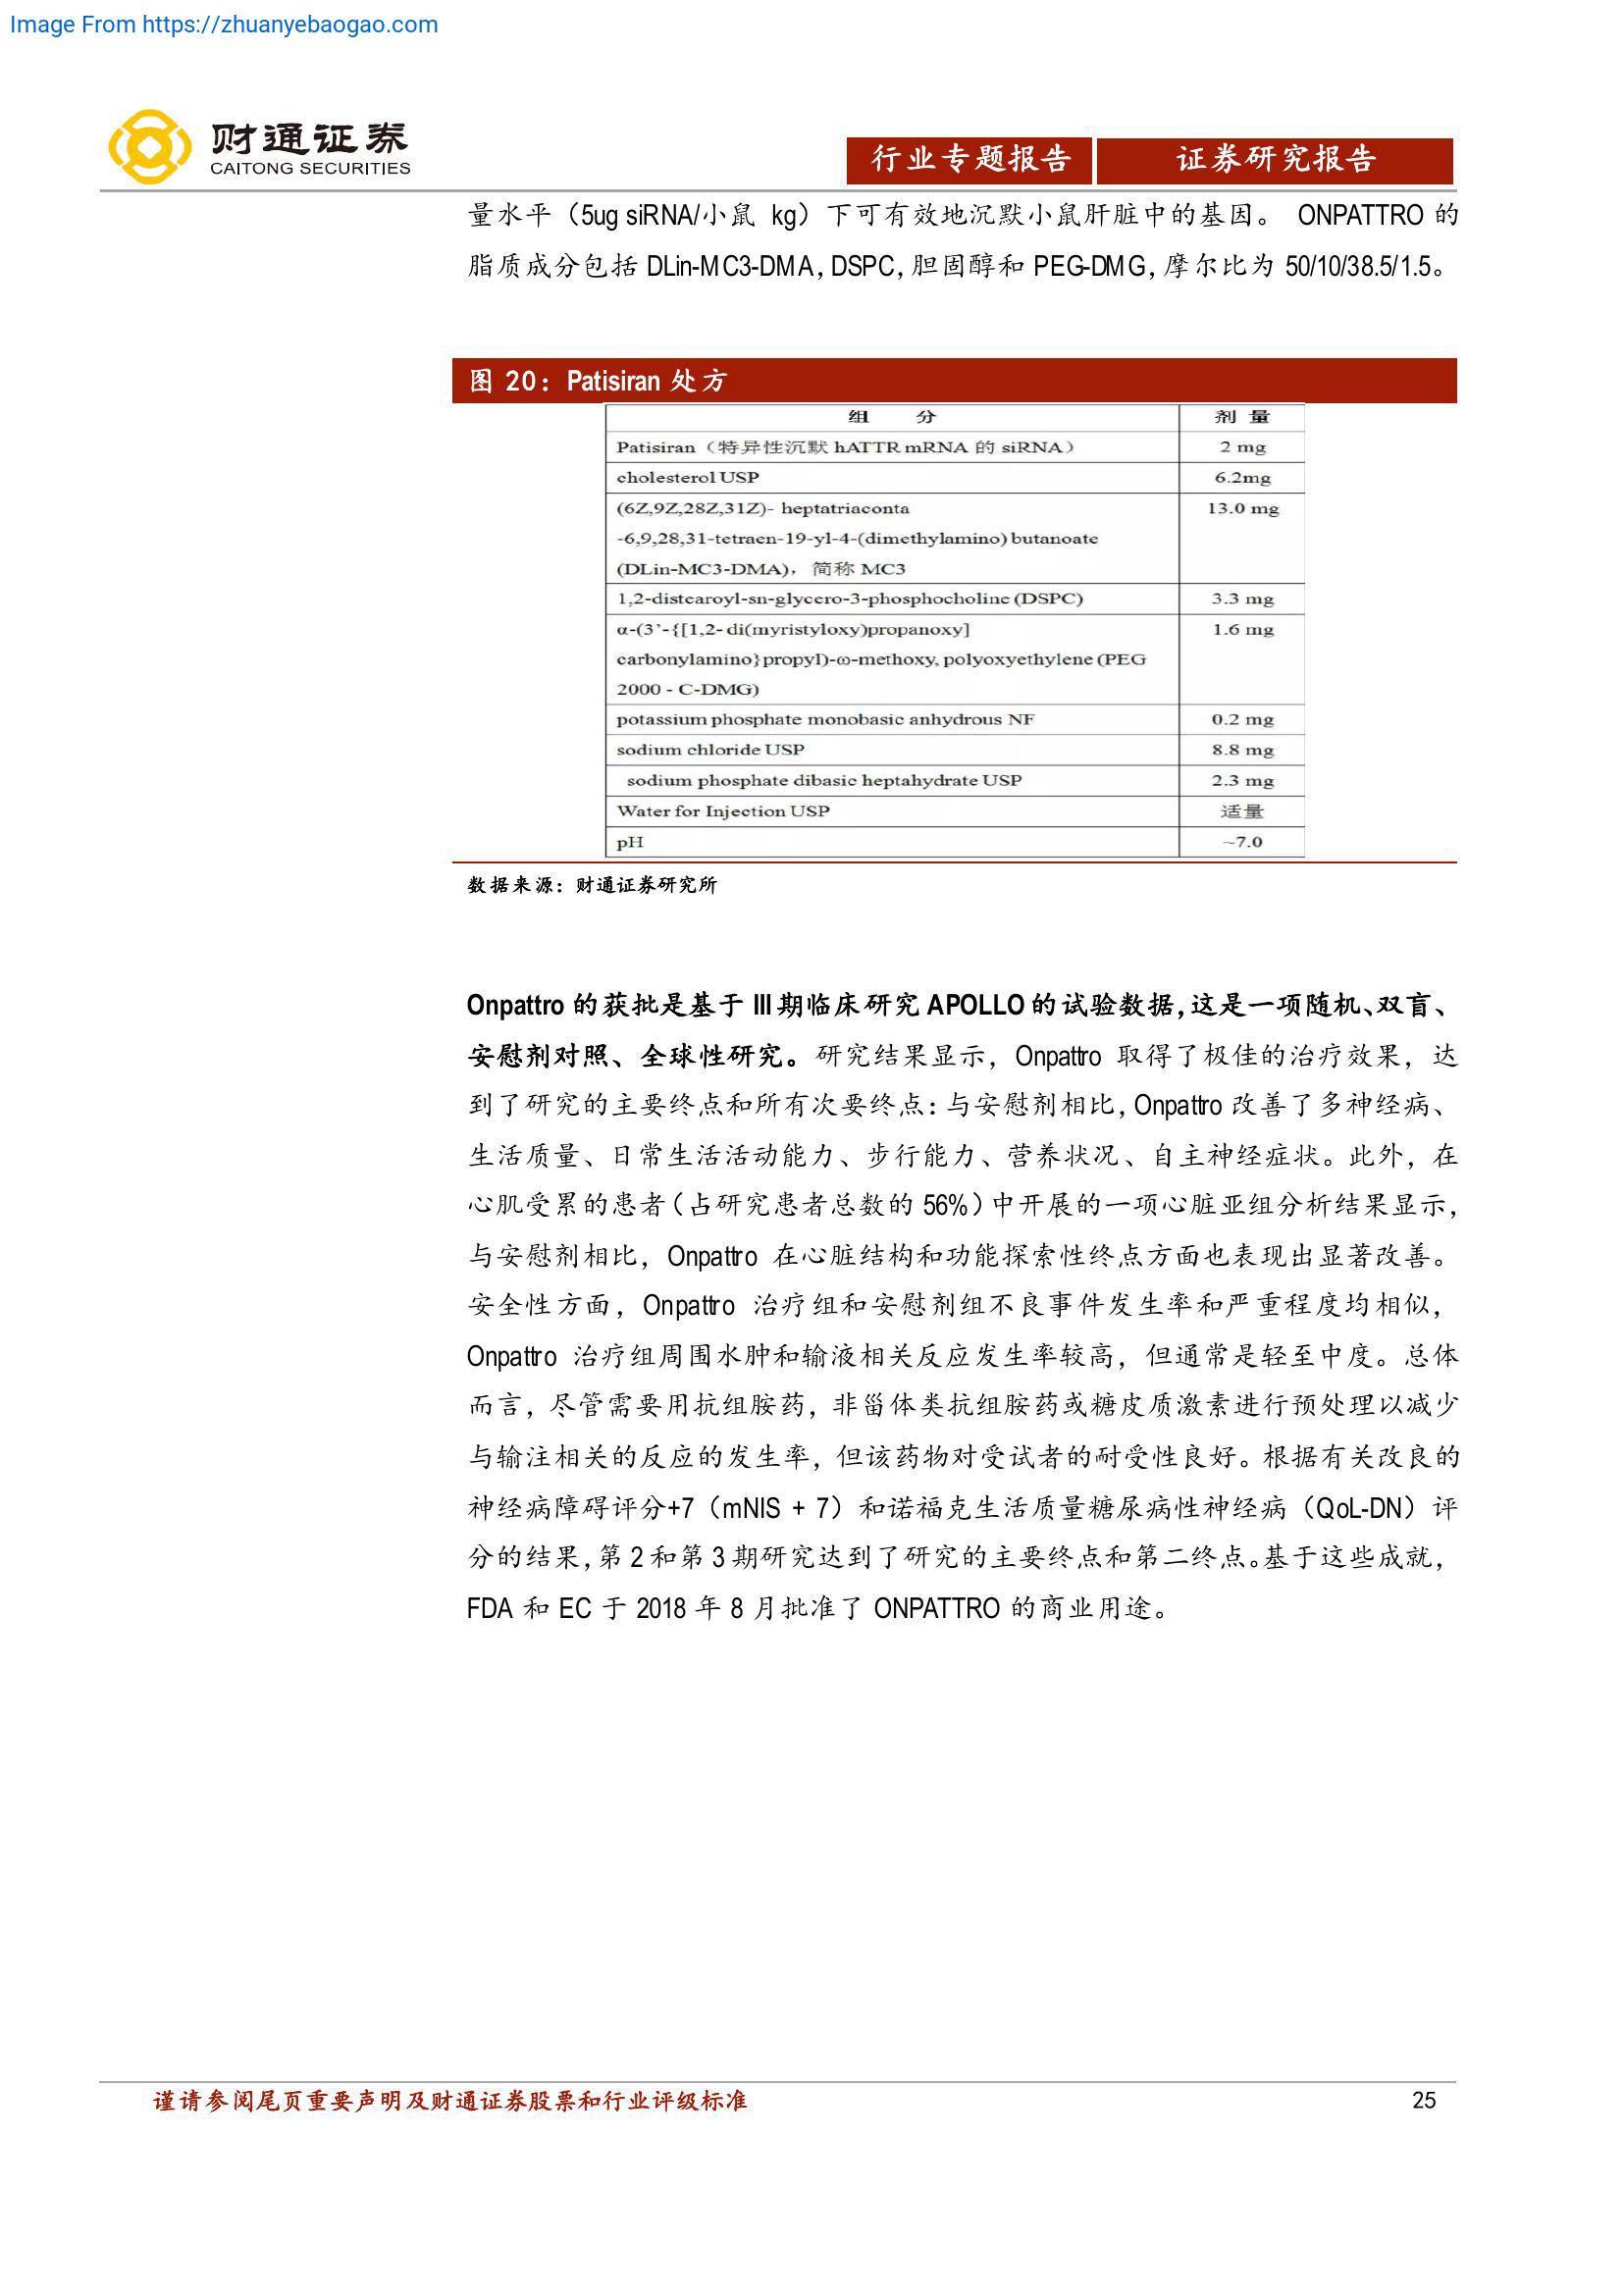 Image From https://zhuanyebaogao.com
财通证券
CAITONG SECURITIES
行业专题报告
证券研究报告
量水平（5ug siRNA/小鼠 kg）下可有效地沉默小鼠肝脏中的基因。 ONPATTRO 的
脂质成分包括 DLin-MC3-DMA，DSPC，胆固醇和 PEG-DMG，摩尔比为 50/10/38.5/1.5。
图 20：Patisiran 处方
组 分 剂 量
Patisiran（特异性沉默 hATTR mRNA 的 siRNA） 2 mg
cholesterol USP 6.2mg
(6Z,9Z,28Z,31Z)- heptatriaconta 13.0 mg
-6,9,28,31-tetraen-19-yl-4-(dimethylamino) butanoate
(DLin-MC3-DMA)，简称 MC3
1,2-distearoyl-sn-glycero-3-phosphocholine (DSPC) 3.3 mg
α-(3’-{[1,2- di(myristyloxy)propanoxy] 1.6 mg
carbonylamino}propyl)-ω-methoxy, polyoxyethylene (PEG
2000 - C-DMG)
potassium phosphate monobasic anhydrous NF 0.2 mg
sodium chloride USP 8.8 mg
sodium phosphate dibasic heptahydrate USP 2.3 mg
Water for Injection USP 适量
pH ~7.0
数据来源：财通证券研究所
Onpattro 的获批是基于 III 期临床研究 APOLLO 的试验数据，这是一项随机、双盲、
安慰剂对照、全球性研究。研究结果显示，Onpattro 取得了极佳的治疗效果，达
到了研究的主要终点和所有次要终点：与安慰剂相比，Onpattro 改善了多神经病、
生活质量、日常生活活动能力、步行能力、营养状况、自主神经症状。此外，在
心肌受累的患者（占研究患者总数的 56%）中开展的一项心脏亚组分析结果显示，
与安慰剂相比，Onpattro 在心脏结构和功能探索性终点方面也表现出显著改善。
安全性方面，Onpattro 治疗组和安慰剂组不良事件发生率和严重程度均相似，
Onpattro 治疗组周围水肿和输液相关反应发生率较高，但通常是轻至中度。总体
而言，尽管需要用抗组胺药，非甾体类抗组胺药或糖皮质激素进行预处理以减少
与输注相关的反应的发生率，但该药物对受试者的耐受性良好。根据有关改良的
神经病障碍评分+7（mNIS + 7）和诺福克生活质量糖尿病性神经病（QoL-DN）评
分的结果，第 2 和第 3 期研究达到了研究的主要终点和第二终点。基于这些成就，
FDA 和 EC 于 2018 年 8 月批准了 ONPATTRO 的商业用途。
谨请参阅尾页重要声明及财通证券股票和行业评级标准
25